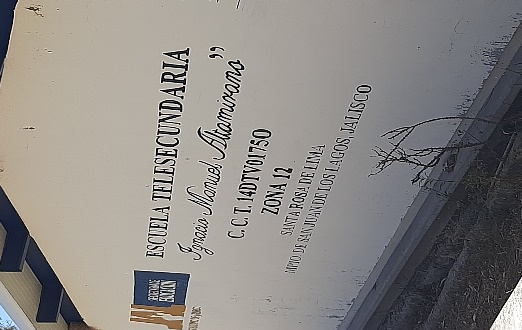 ESCUELA TELESECUNDARIA
Ignacio Manuel Altamirano”
C. C. T. 14DTV0175O
ZONA 12
SANTA ROSA DE LIMA
MPIO DE SAN JUAN DE LOS LAGOS, JALISCO